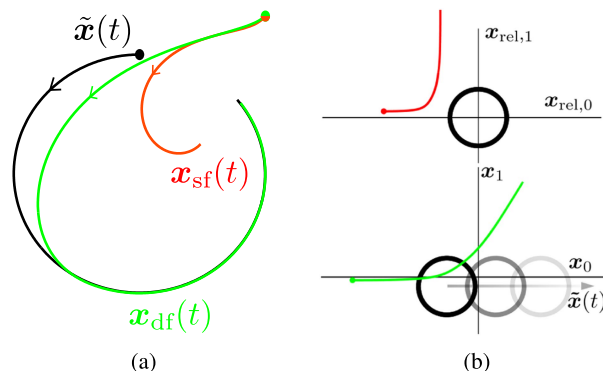 x̃(t)
x_sf(t)
x_df(t)
(a)
x_rel,1
x_rel,0
x_1
x_0
x̃(t)
(b)